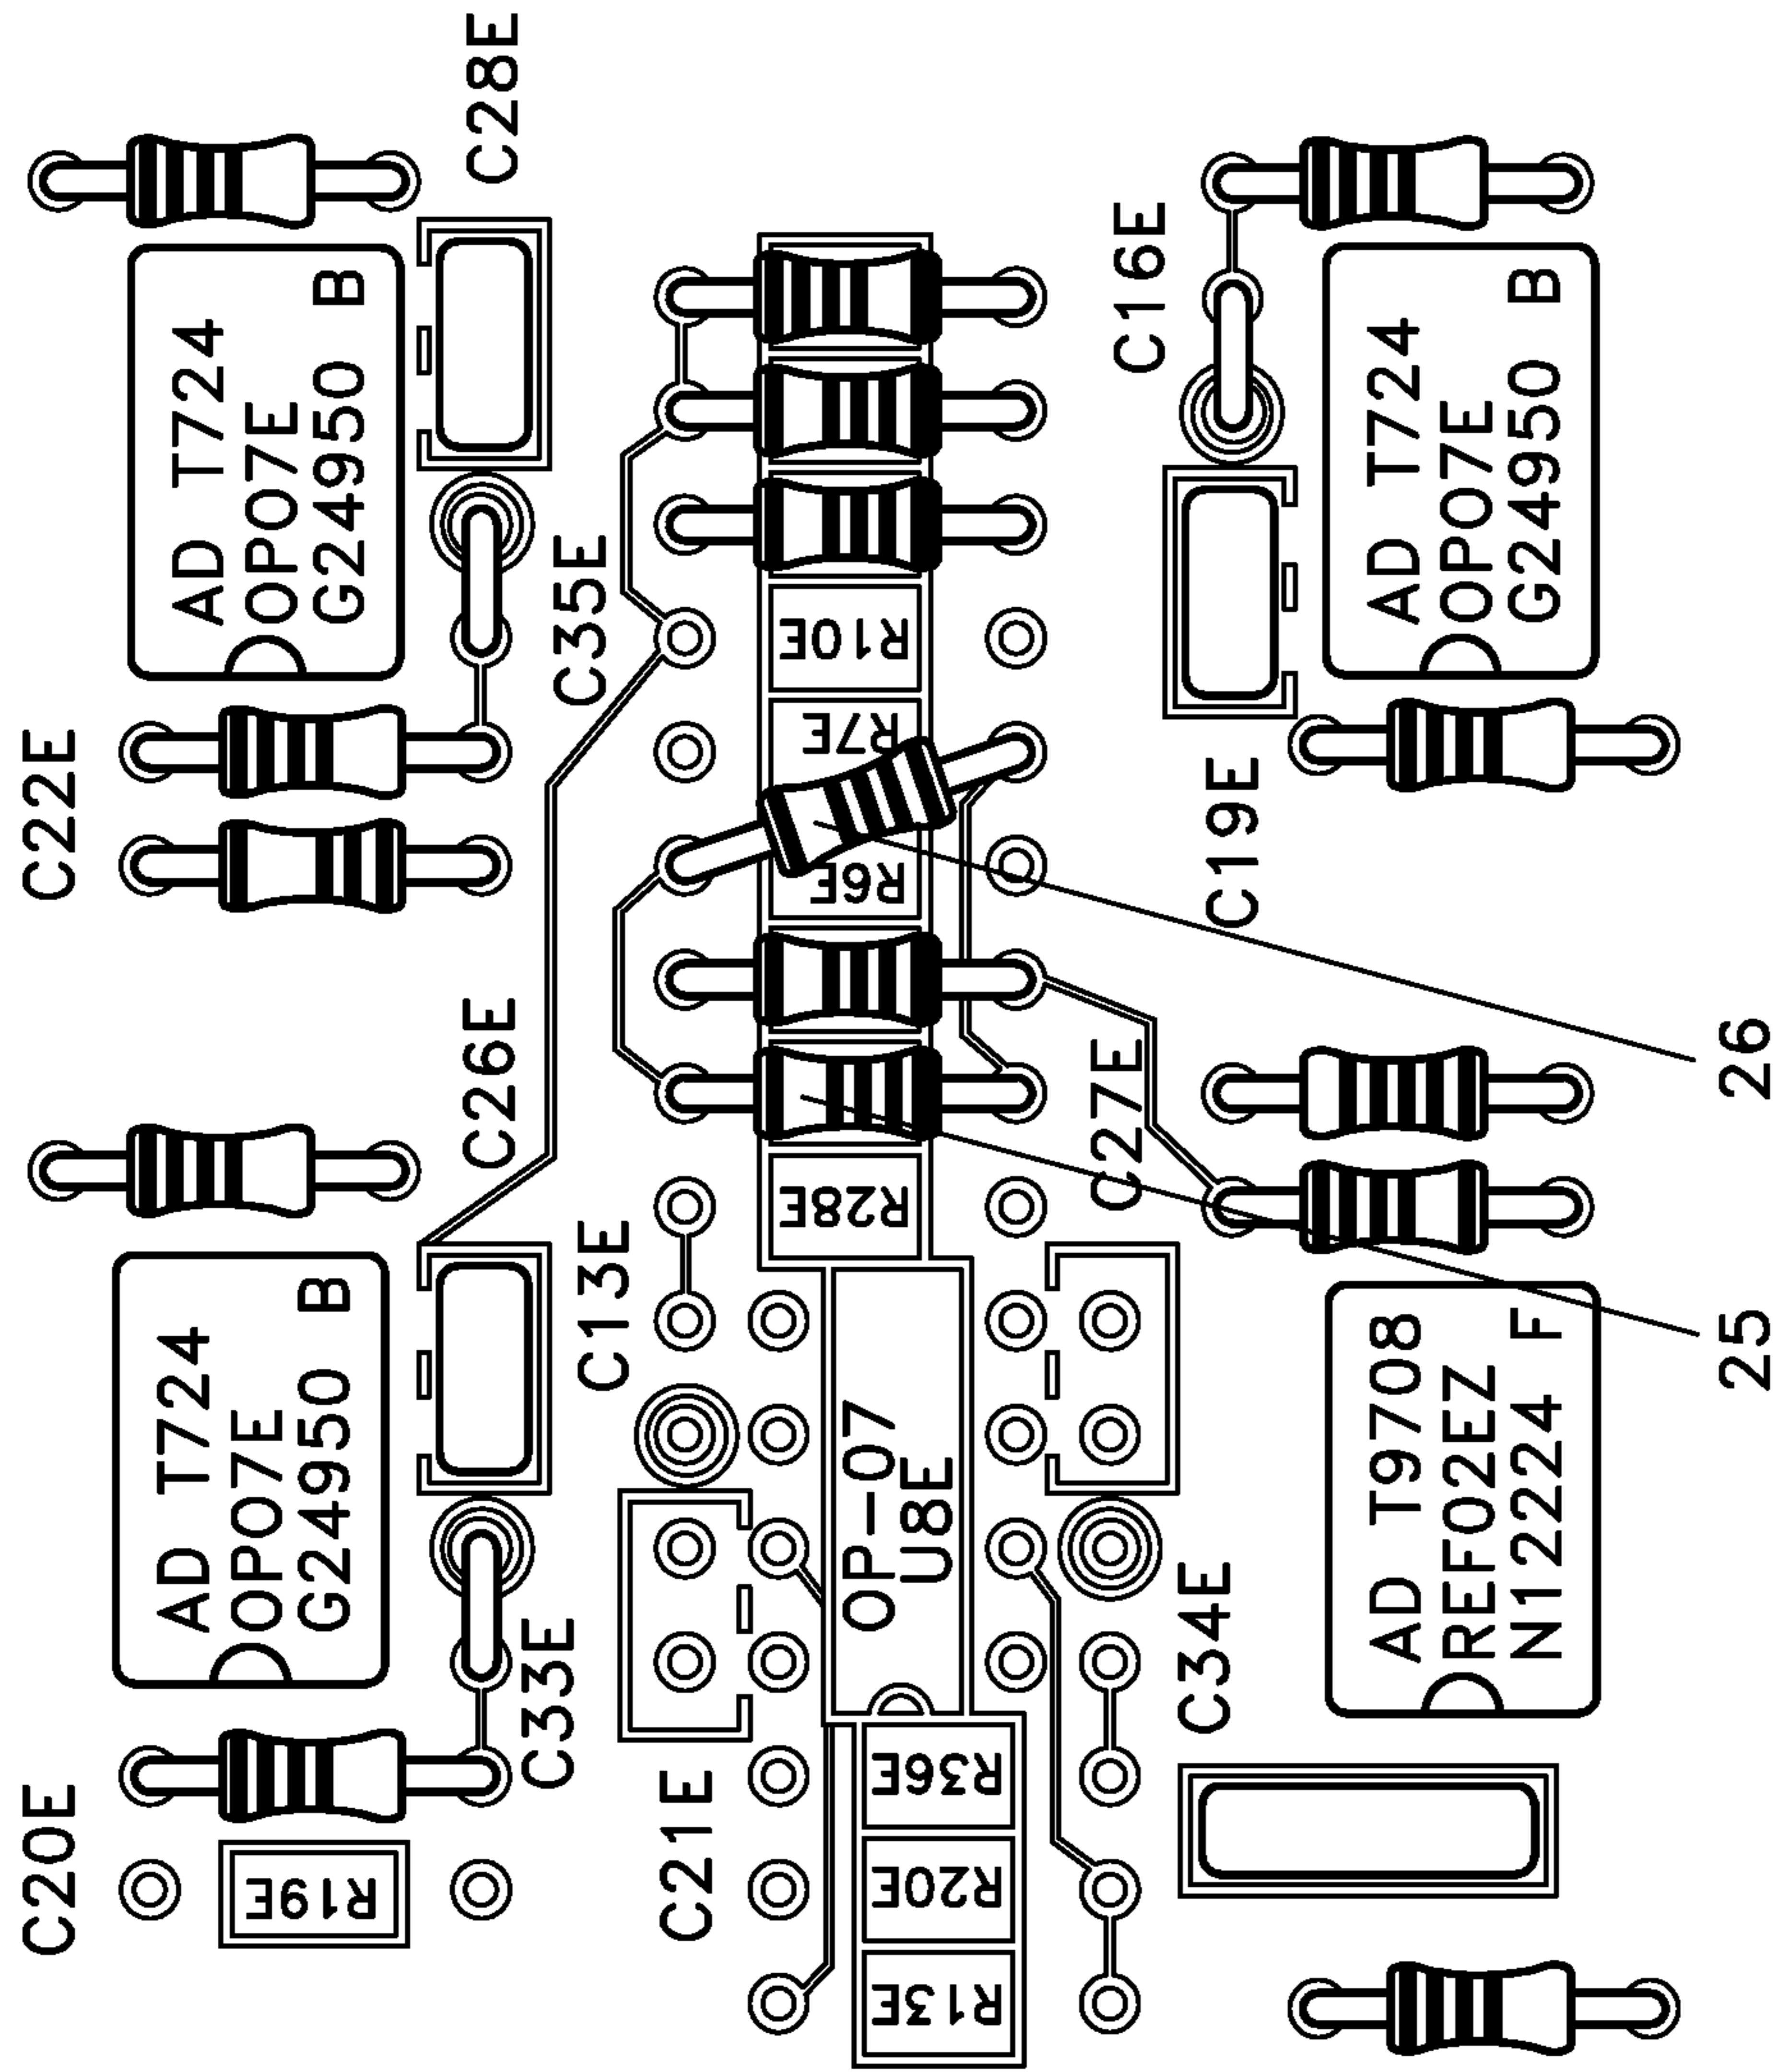 C28E
AD T724
OP07E
G24950 B
C22E
C35E
C16E
AD T724
OP07E
G24950 B
R10E
R7E
R6E
C19E
C26E
C27E
26
25
R28E
AD T724
OP07E
G24950 B
C13E
C33E
OP-07
U8E
C34E
AD T9708
REF02EZ
N12224 F
C20E
R19E
C21E
R36E
R20E
R13E